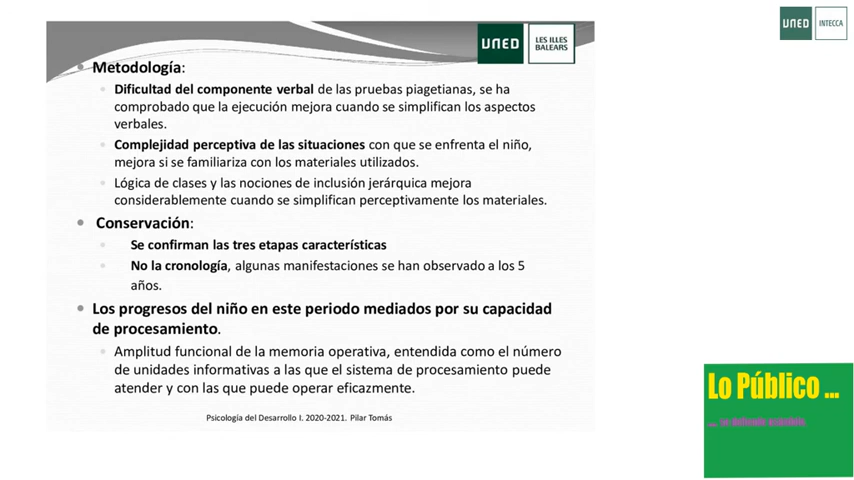 UNED
INTECCA
UNED
LES ILLES
BALEARS
Metodología:
Dificultad del componente verbal de las pruebas piagetianas, se ha
comprobado que la ejecución mejora cuando se simplifican los aspectos
verbales.
Complejidad perceptiva de las situaciones con que se enfrenta el niño,
mejora si se familiariza con los materiales utilizados.
Lógica de clases y las nociones de inclusión jerárquica mejora
considerablemente cuando se simplifican perceptivamente los materiales.
Conservación:
Se confirman las tres etapas características
No la cronología, algunas manifestaciones se han observado a los 5
años.
Los progresos del niño en este periodo mediados por su capacidad
de procesamiento.
Amplitud funcional de la memoria operativa, entendida como el número
de unidades informativas a las que el sistema de procesamiento puede
atender y con las que puede operar eficazmente.
Psicología del Desarrollo I. 2020-2021. Pilar Tomás
Lo Público ...